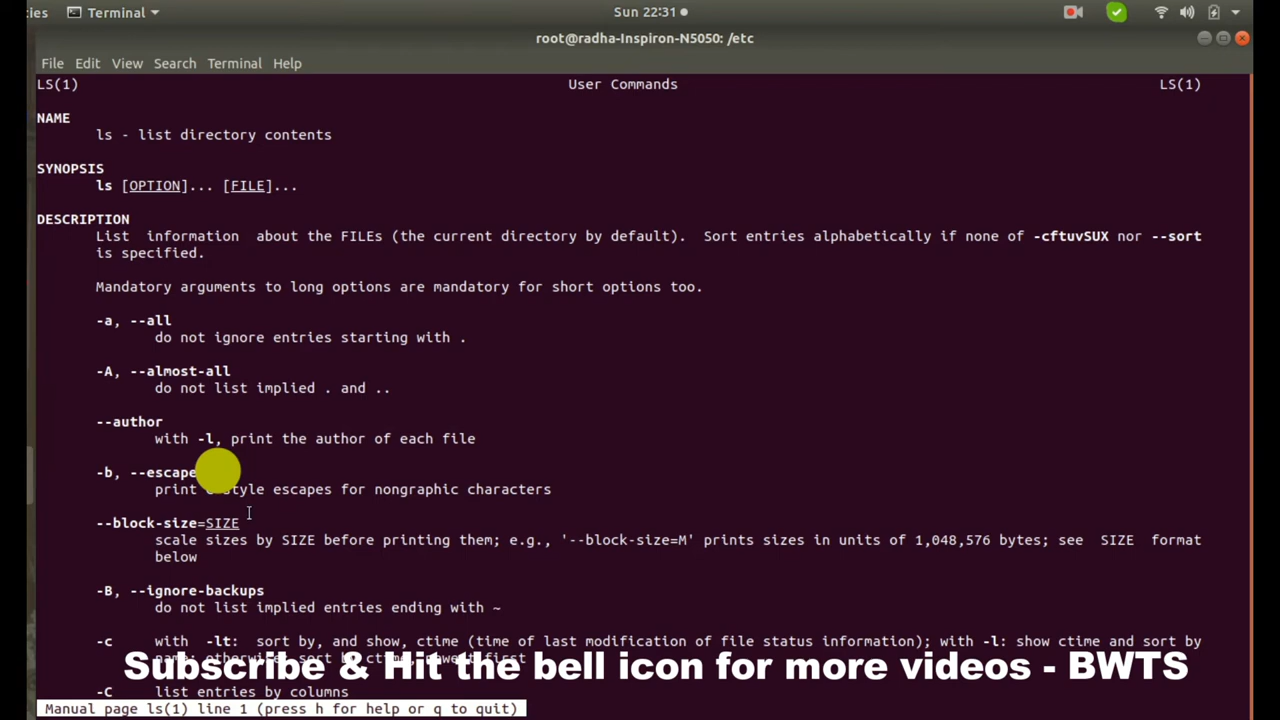 ies Terminal Sun 22:31
root@radha-Inspiron-N5050: /etc
File Edit View Search Terminal Help
LS(1) User Commands LS(1)
NAME
ls - list directory contents
SYNOPSIS
ls [OPTION]... [FILE]...
DESCRIPTION
List information about the FILEs (the current directory by default). Sort entries alphabetically if none of -cftuvSUX nor --sort
is specified.
Mandatory arguments to long options are mandatory for short options too.
-a, --all
do not ignore entries starting with .
-A, --almost-all
do not list implied . and ..
--author
with -l, print the author of each file
-b, --escape
print style escapes for nongraphic characters
--block-size=SIZE
scale sizes by SIZE before printing them; e.g., '--block-size=M' prints sizes in units of 1,048,576 bytes; see SIZE format
below
-B, --ignore-backups
do not list implied entries ending with ~
-c with -lt: sort by, and show, ctime (time of last modification of file status information); with -l: show ctime and sort by
Subscribe & Hit the bell icon for more videos - BWTS
-C list entries by columns
Manual page ls(1) line 1 (press h for help or q to quit)